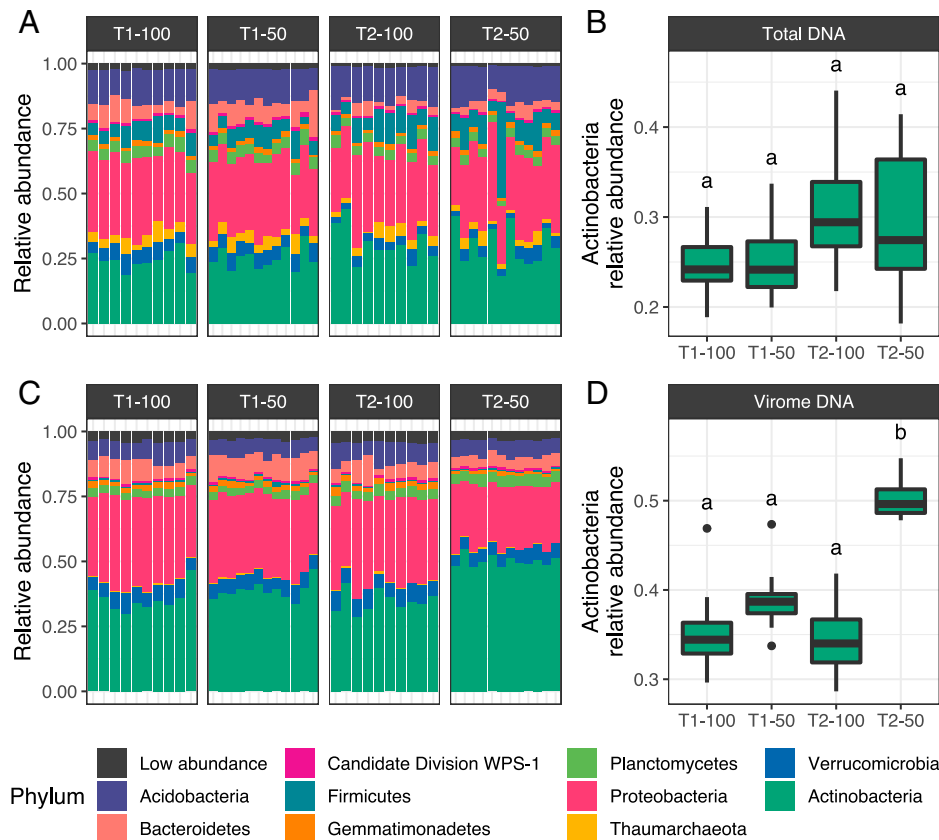 A
T1-100 T1-50 T2-100 T2-50
Relative abundance
1.00
0.75
0.50
0.25
0.00
B
Total DNA
Actinobacteria
relative abundance
0.4
0.3
0.2
a a a a
T1-100 T1-50 T2-100 T2-50
C
T1-100 T1-50 T2-100 T2-50
Relative abundance
1.00
0.75
0.50
0.25
0.00
D
Virome DNA
Actinobacteria
relative abundance
0.5
0.4
0.3
a a a b
T1-100 T1-50 T2-100 T2-50
Phylum
Low abundance
Acidobacteria
Bacteroidetes
Candidate Division WPS-1
Firmicutes
Gemmatimonadetes
Planctomycetes
Proteobacteria
Thaumarchaeota
Verrucomicrobia
Actinobacteria